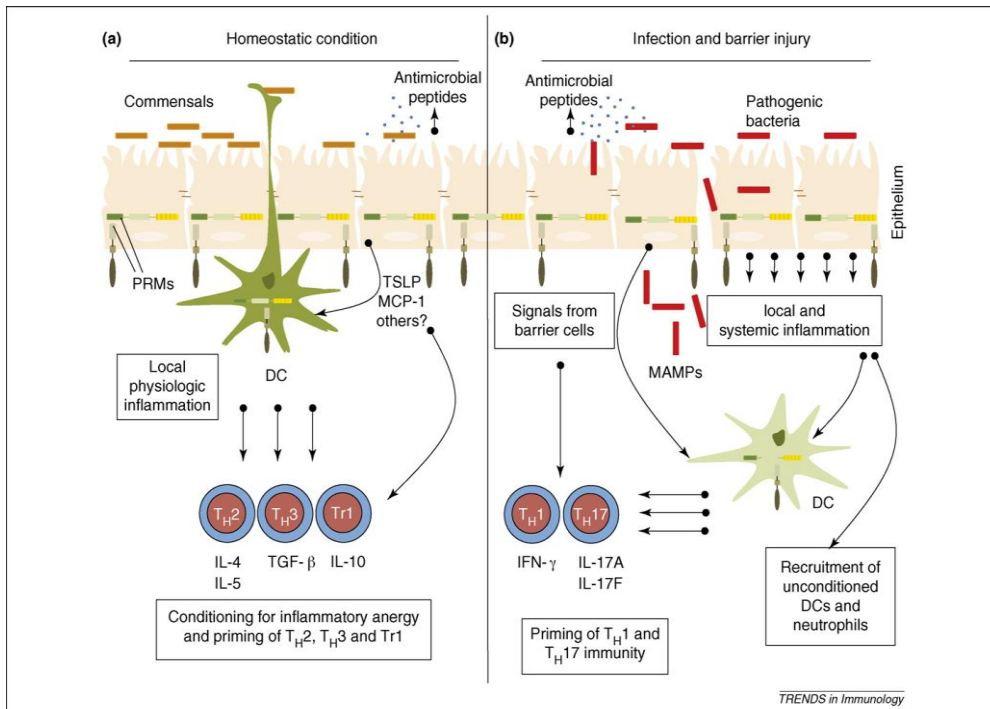 (a)
Homeostatic condition
Commensals
Antimicrobial
peptides
PRMs
TSLP
MCP-1
others?
DC
Local
physiologic
inflammation
TH2
TH3
Tr1
IL-4
IL-5
TGF- β
IL-10
Conditioning for inflammatory anergy
and priming of TH2, TH3 and Tr1
(b)
Infection and barrier injury
Antimicrobial
peptides
Pathogenic
bacteria
Epithelium
Signals from
barrier cells
MAMPs
local and
systemic inflammation
DC
TH1
TH17
IFN- γ
IL-17A
IL-17F
Recruitment of
unconditioned
DCs and
neutrophils
Priming of TH1 and
TH17 immunity
TRENDS in Immunology